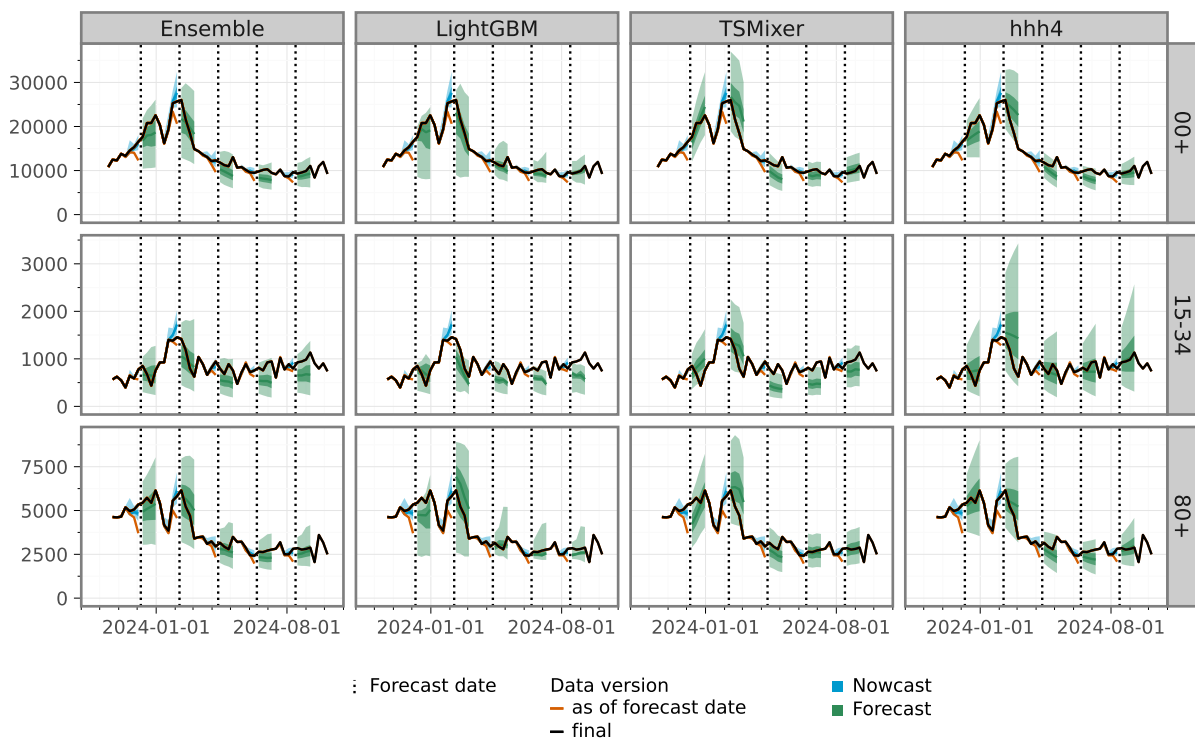 Ensemble LightGBM TSMixer hhh4
30000
20000
10000
0
00+
3000
2000
1000
0
15-34
7500
5000
2500
0
80+
2024-01-01 2024-08-01 2024-01-01 2024-08-01 2024-01-01 2024-08-01 2024-01-01 2024-08-01
Forecast date
Data version
as of forecast date
final
Nowcast
Forecast